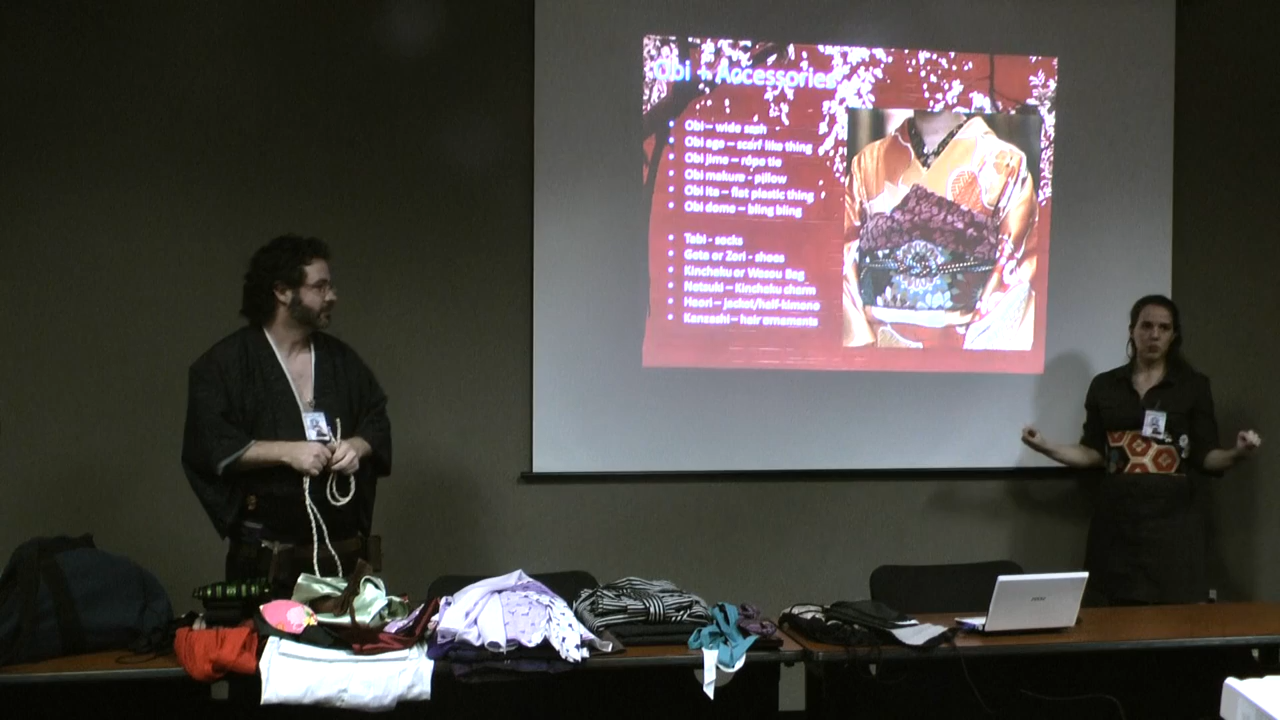 Obi + Accessories
• Obi – wide sash
• Obi age – scarf like thing
• Obi jime – rope tie
• Obi makura - pillow
• Obi ita – flat plastic thing
• Obi dome – bling bling
• Tabi - socks
• Geta or Zori - shoes
• Kinchaku or Wasou Bag
• Netsuki – Kinchaku charm
• Haori – jacket/half-kimono
• Kanzashi – hair ornaments